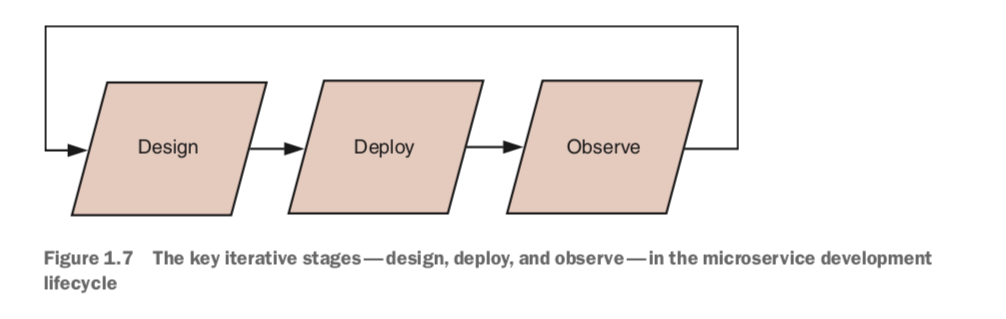 Design
Deploy
Observe
Figure 1.7 The key iterative stages—design, deploy, and observe—in the microservice development
lifecycle